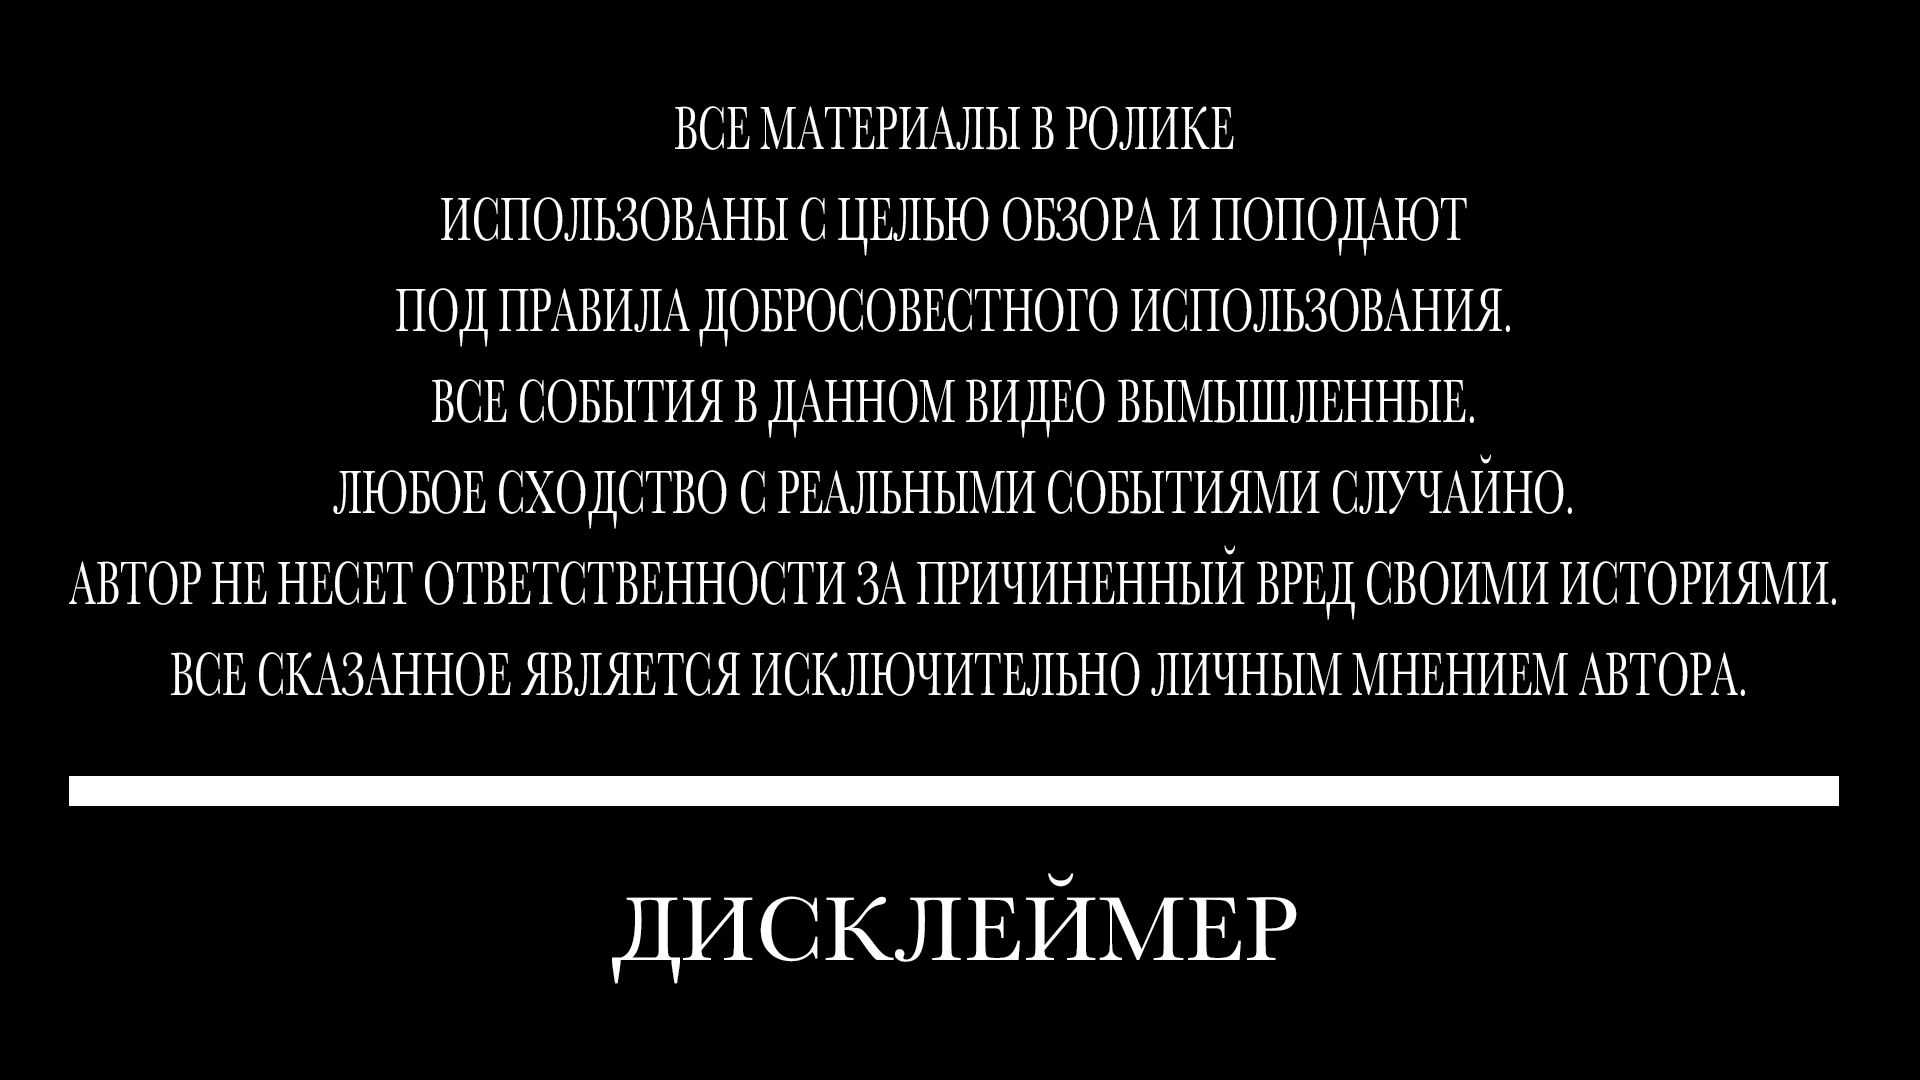 ВСЕ МАТЕРИАЛЫ В РОЛИКЕ
ИСПОЛЬЗОВАНЫ С ЦЕЛЬЮ ОБЗОРА И ПОПОДАЮТ
ПОД ПРАВИЛА ДОБРОСОВЕСТНОГО ИСПОЛЬЗОВАНИЯ.
ВСЕ СОБЫТИЯ В ДАННОМ ВИДЕО ВЫМЫШЛЕННЫЕ.
ЛЮБОЕ СХОДСТВО С РЕАЛЬНЫМИ СОБЫТИЯМИ СЛУЧАЙНО.
АВТОР НЕ НЕСЕТ ОТВЕТСТВЕННОСТИ ЗА ПРИЧИНЕННЫЙ ВРЕД СВОИМИ ИСТОРИЯМИ.
ВСЕ СКАЗАННОЕ ЯВЛЯЕТСЯ ИСКЛЮЧИТЕЛЬНО ЛИЧНЫМ МНЕНИЕМ АВТОРА.
ДИСКЛЕЙМЕР